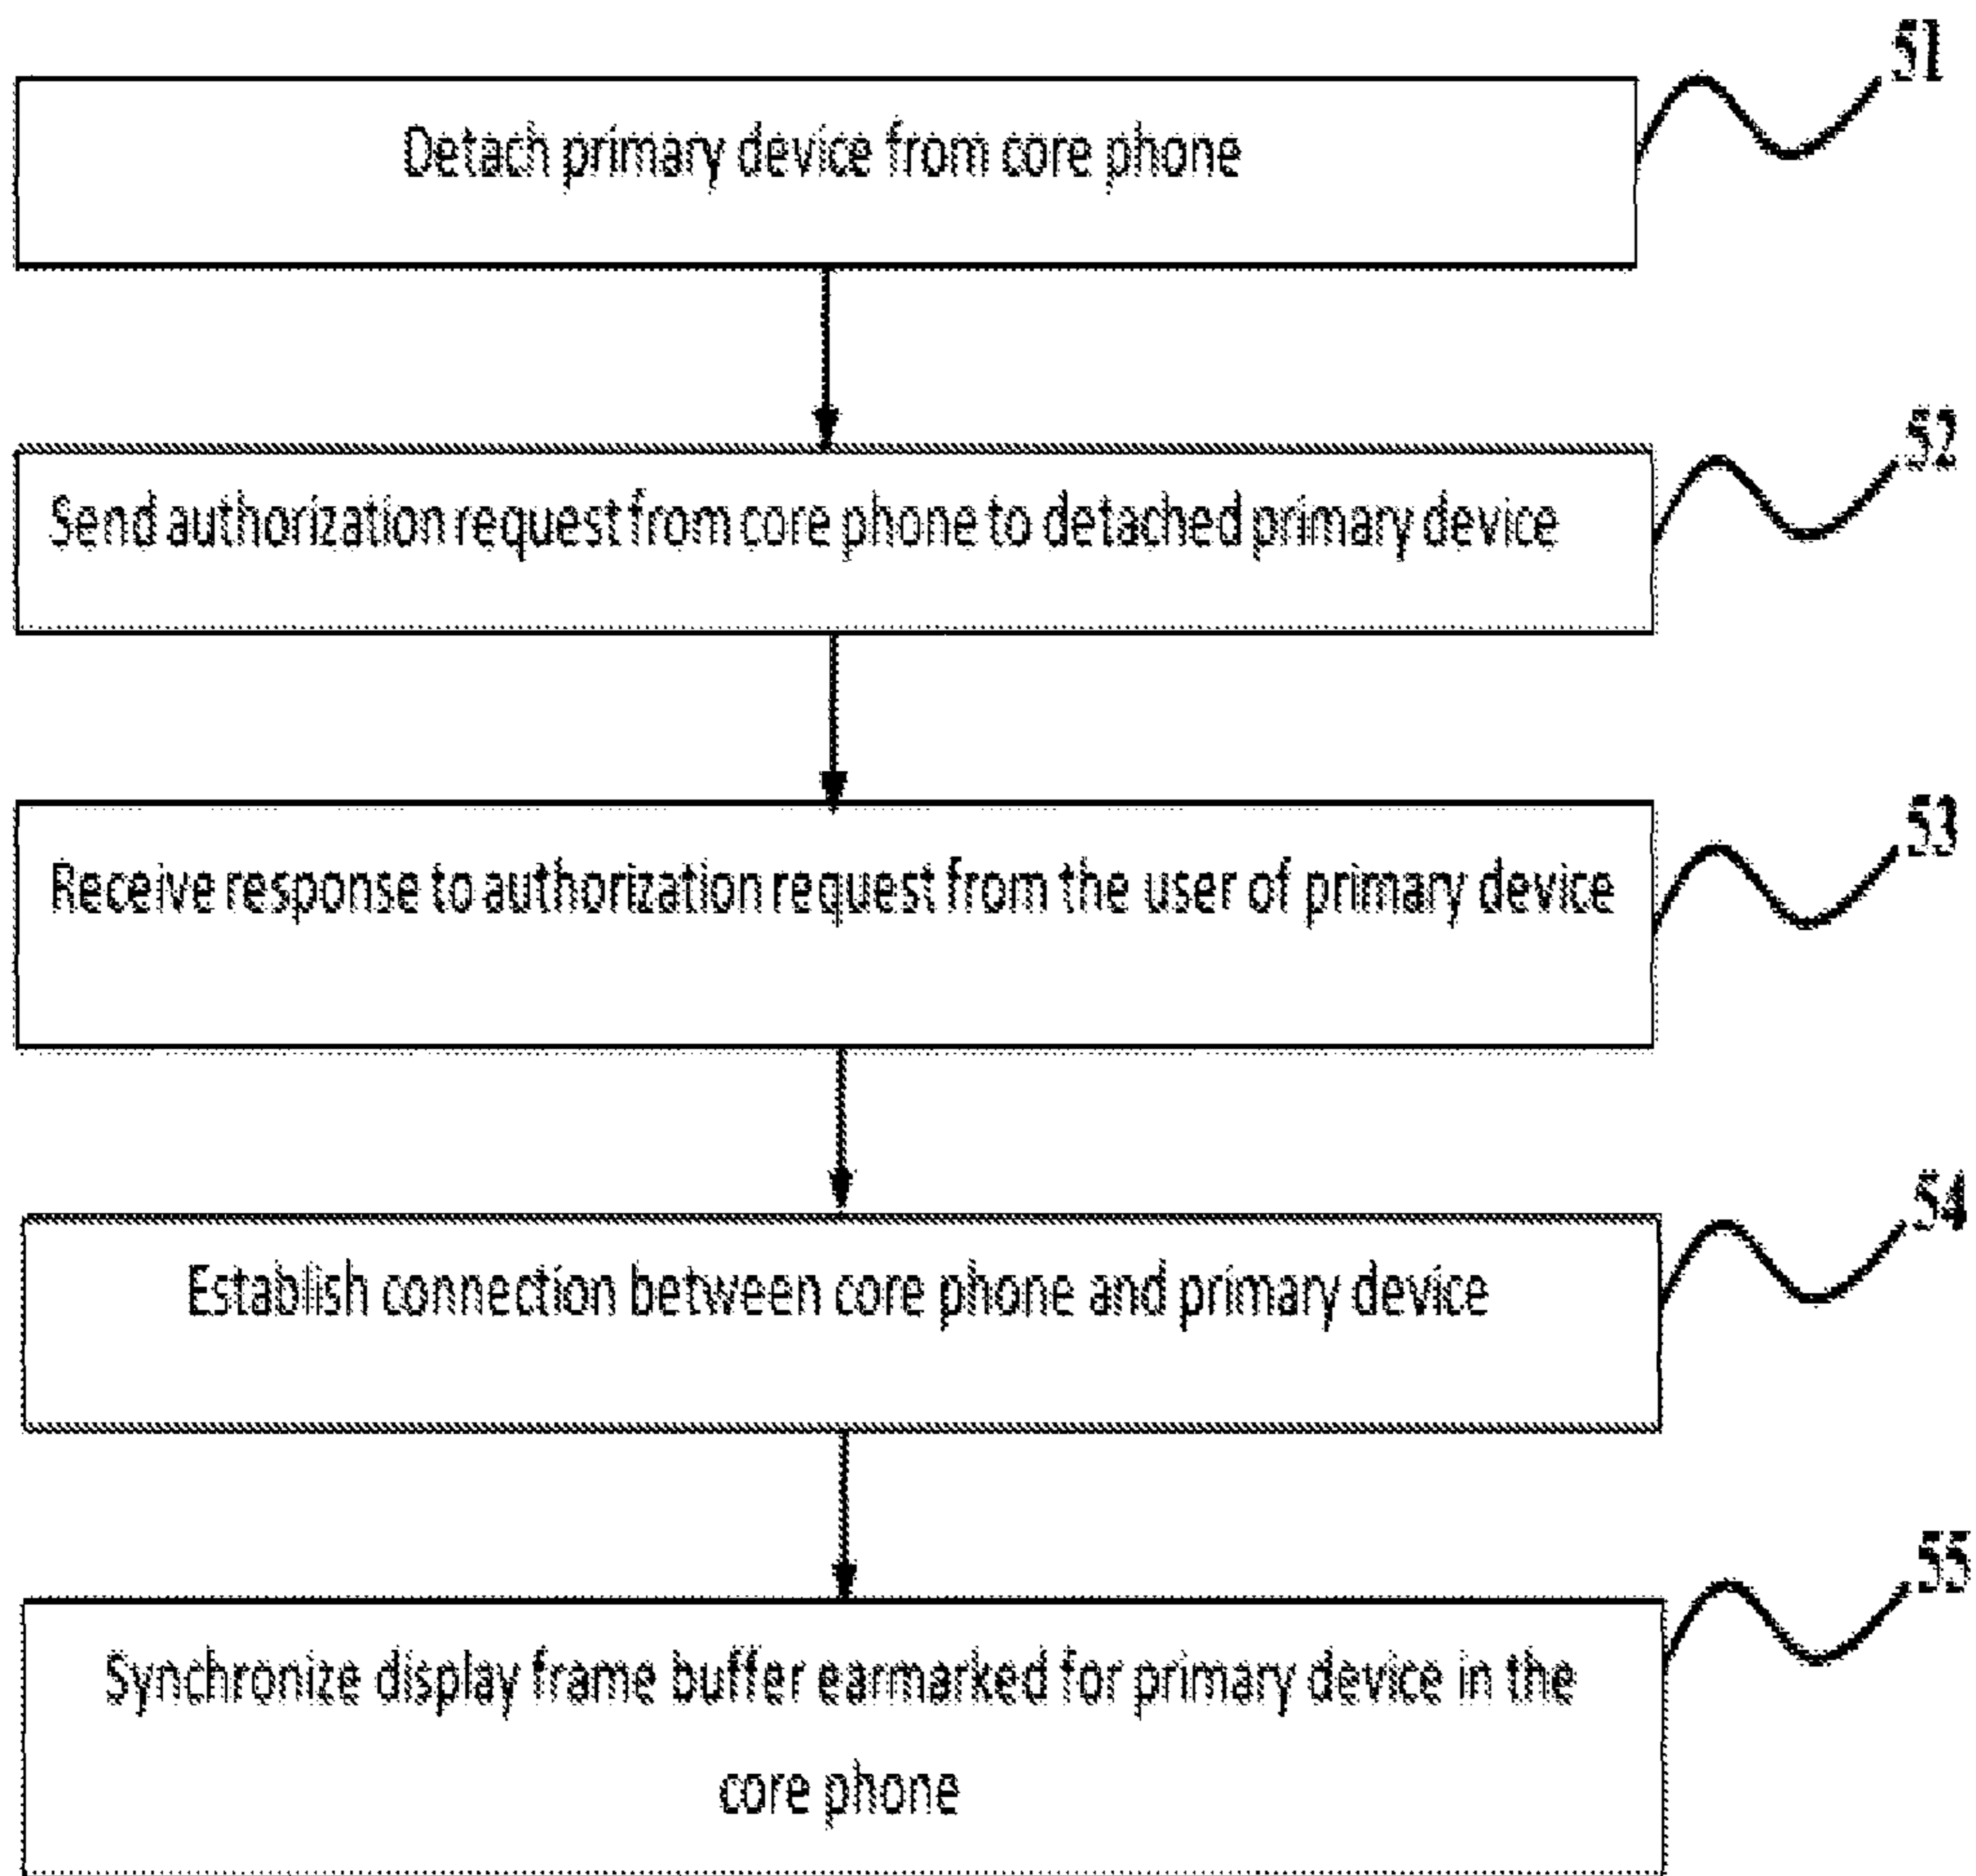 51
Detach primary device from core phone
52
Send authorization request from core phone to detached primary device
53
Receive response to authorization request from the user of primary device
54
Establish connection between core phone and primary device
55
Synchronize display frame buffer earmarked for primary device in the
core phone